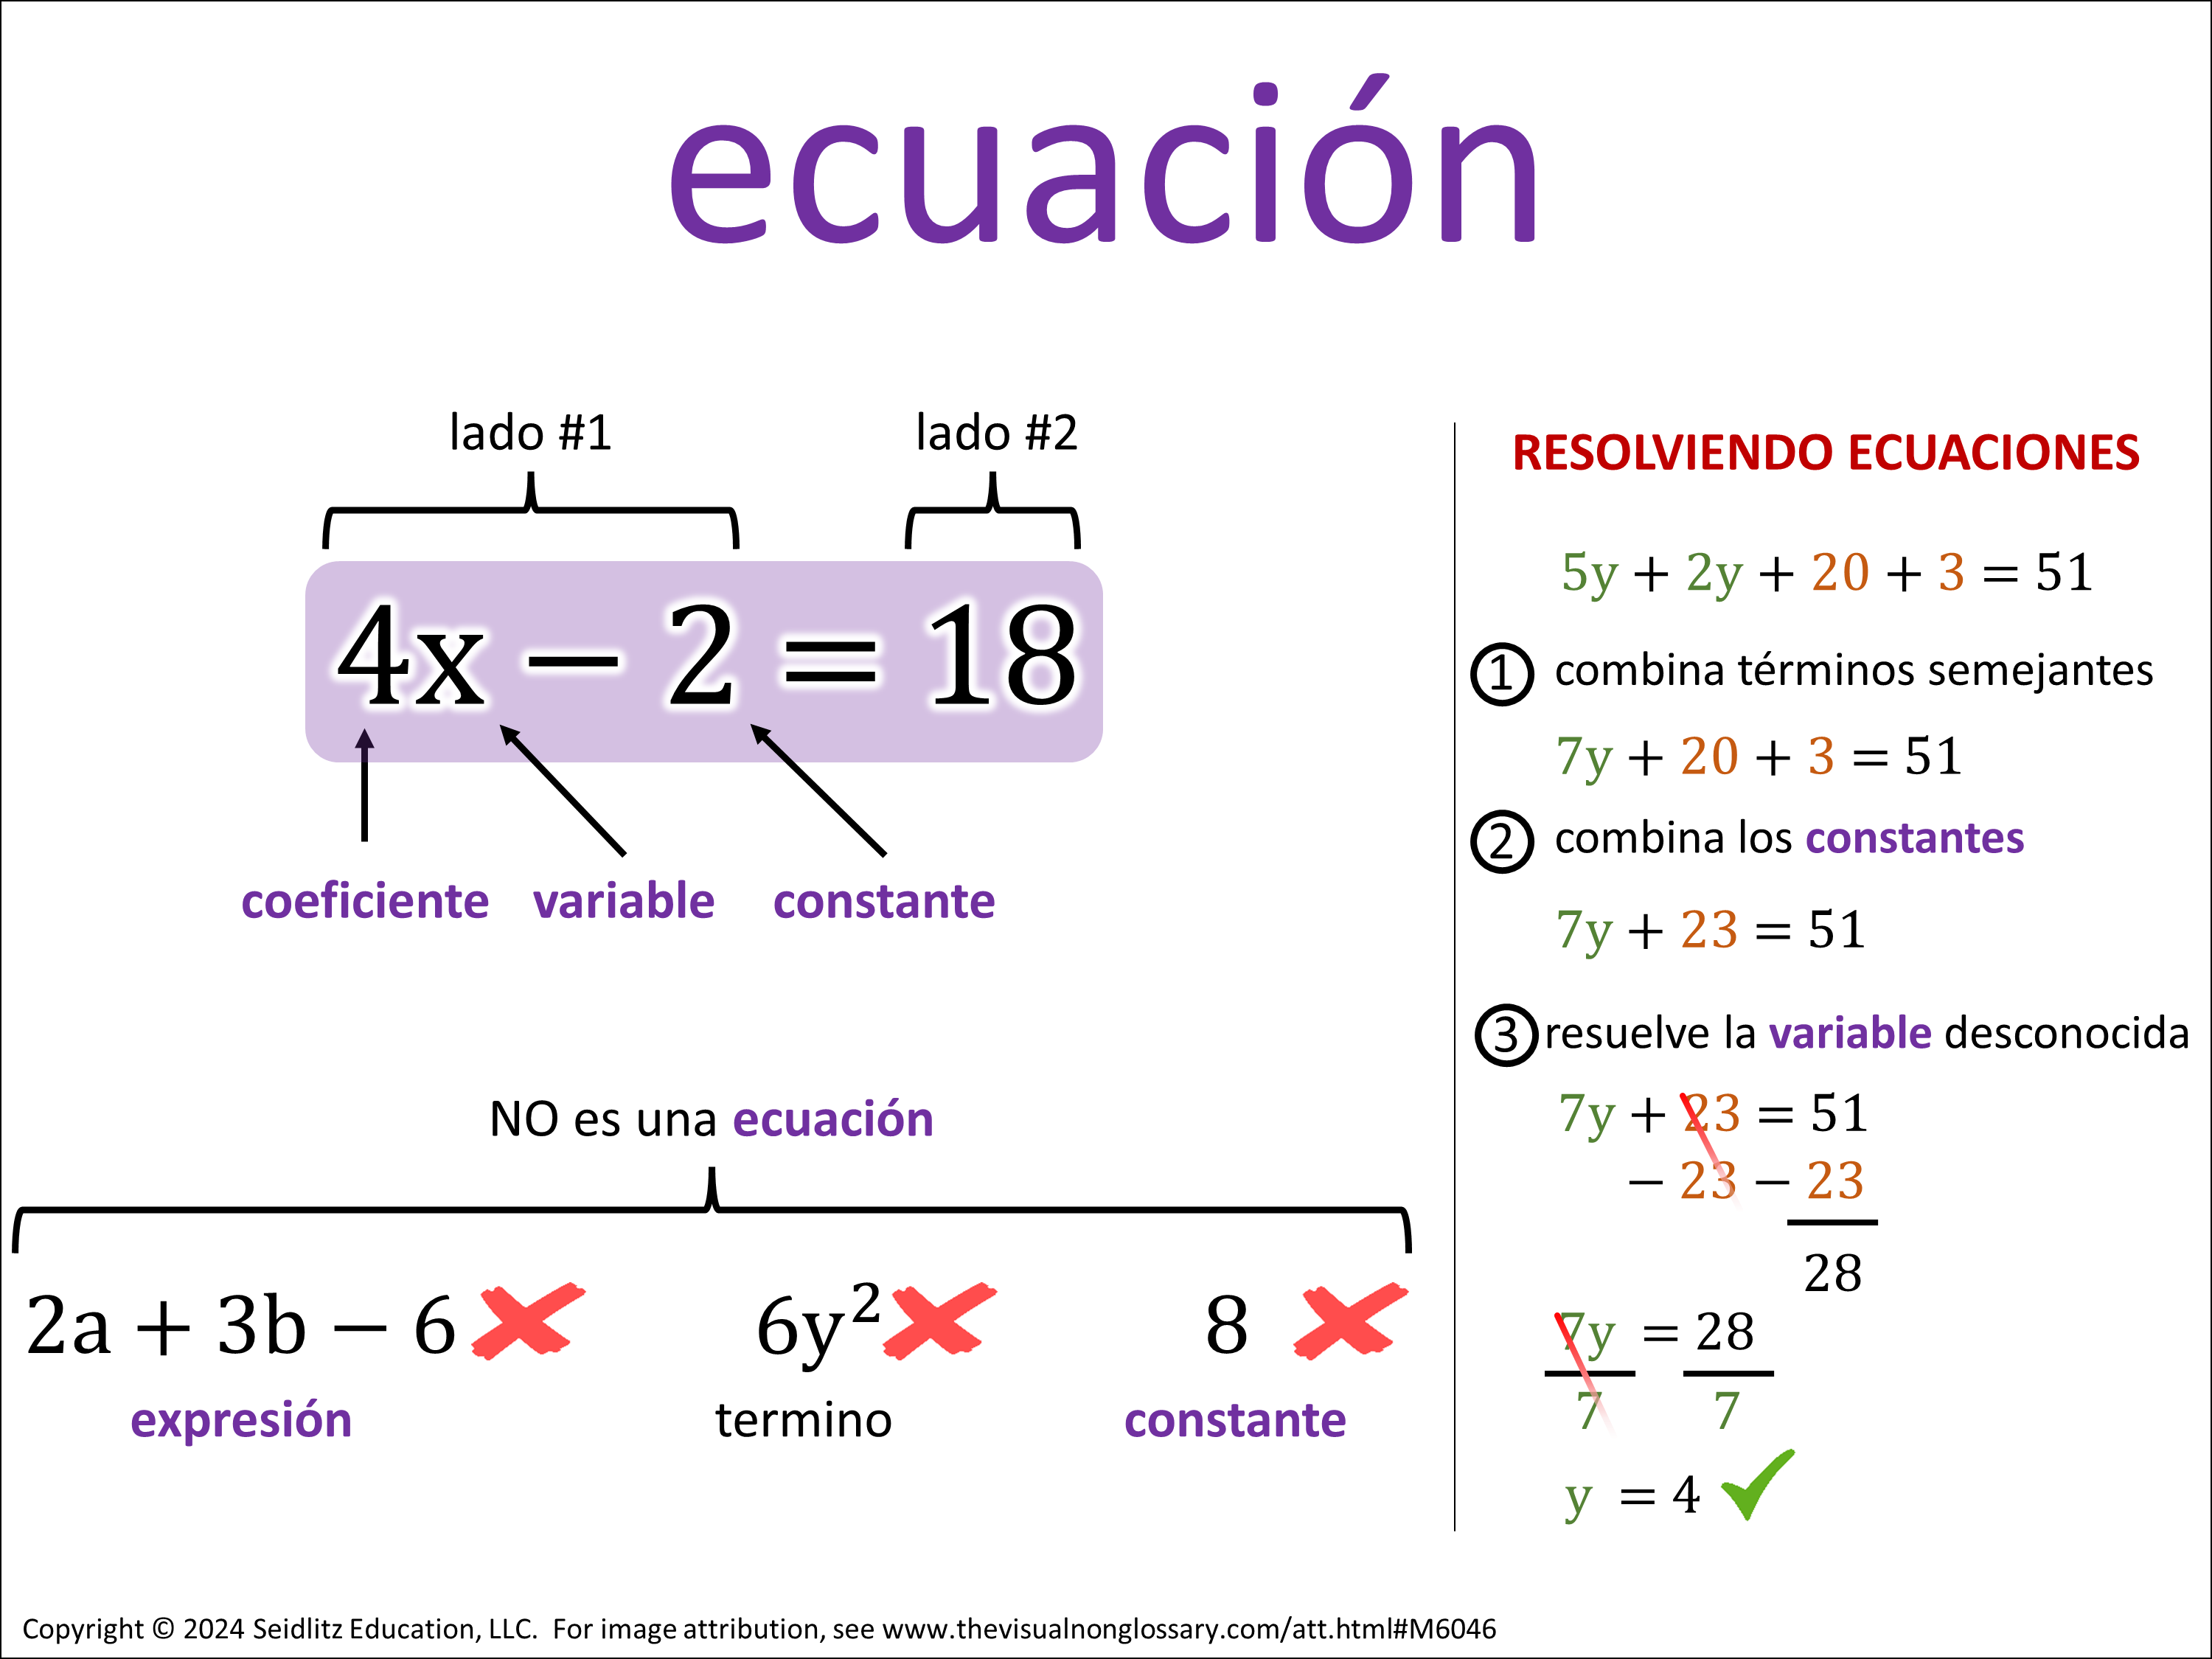 ecuación
lado #1 lado #2
4x − 2 = 18
coeficiente variable constante
NO es una ecuación
2a + 3b − 6 6y² 8
expresión termino constante
RESOLVIENDO ECUACIONES
5y + 2y + 20 + 3 = 51
1 combina términos semejantes
7y + 20 + 3 = 51
2 combina los constantes
7y + 23 = 51
3 resuelve la variable desconocida
7y + 23 = 51
− 23 − 23
28
7y = 28
7 7
y = 4
Copyright © 2024 Seidlitz Education, LLC. For image attribution, see www.thevisualnonglossary.com/att.html#M6046